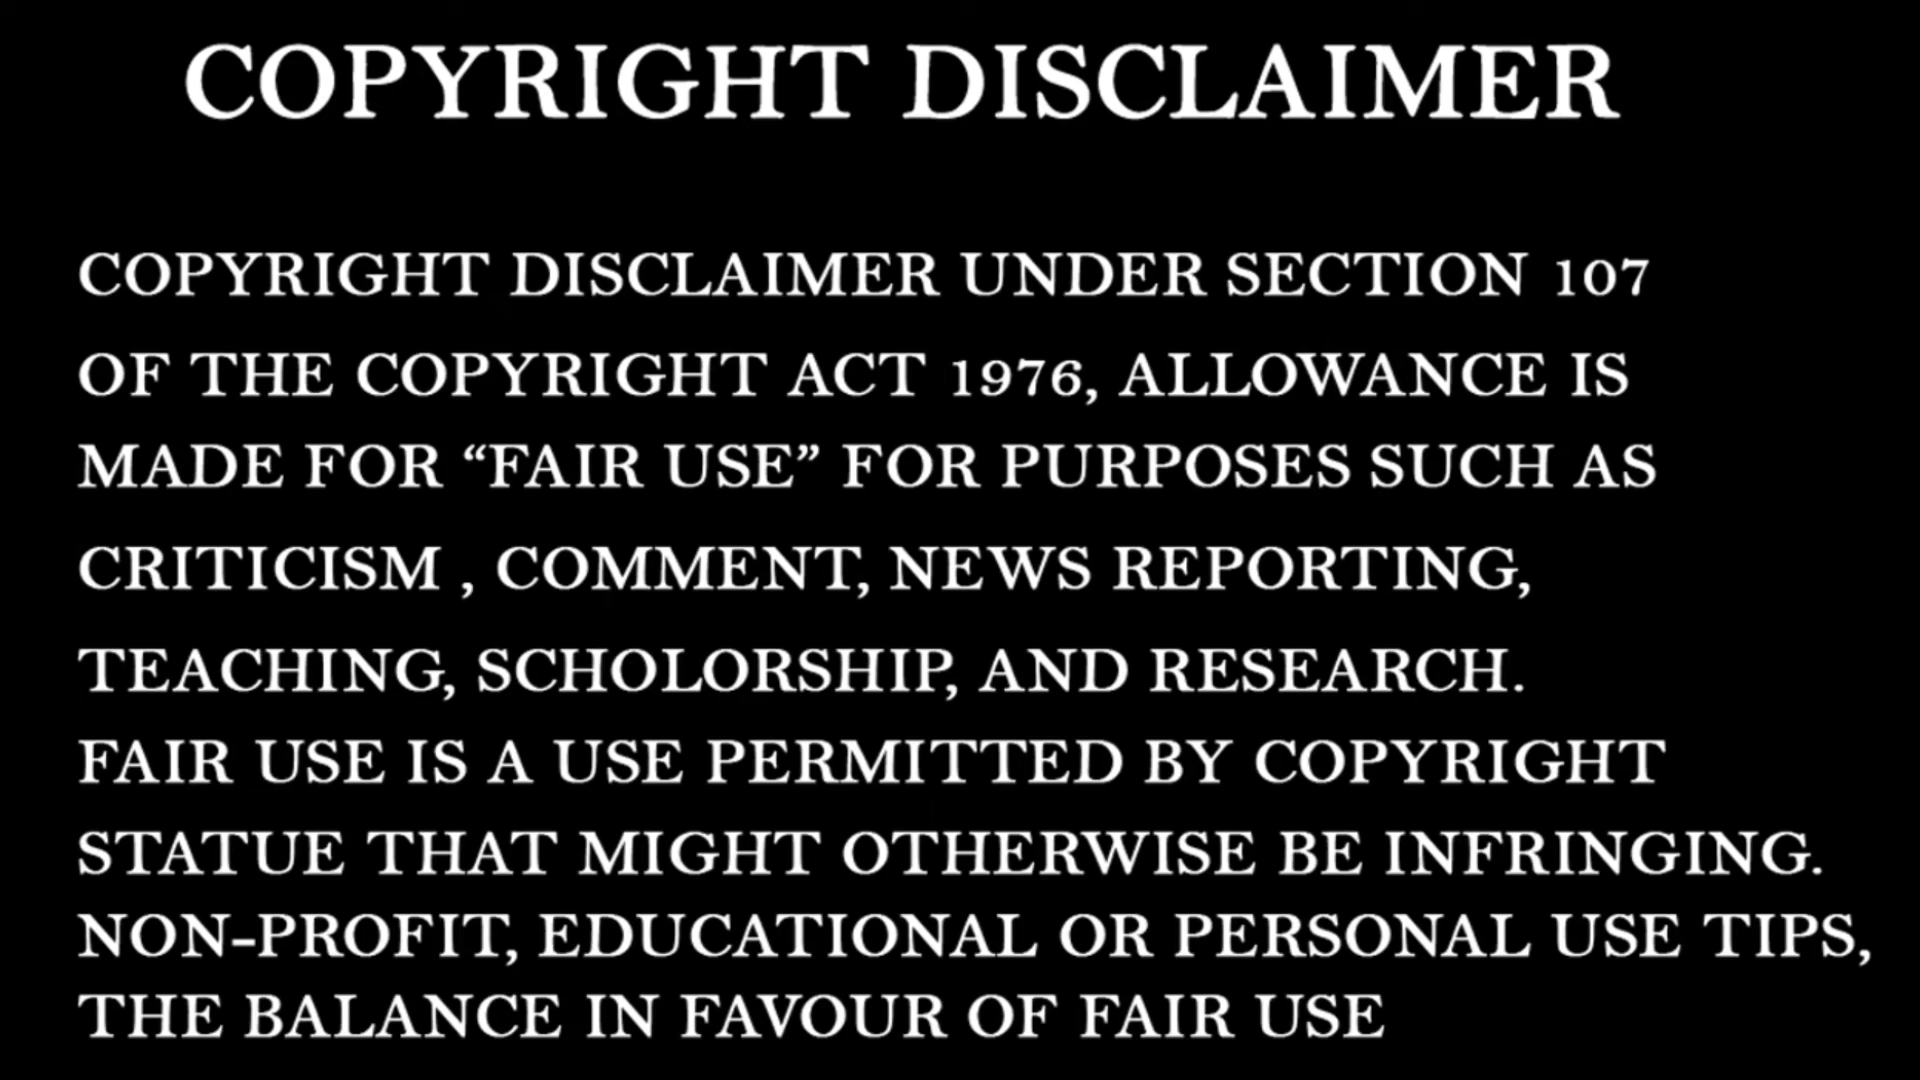 COPYRIGHT DISCLAIMER
COPYRIGHT DISCLAIMER UNDER SECTION 107
OF THE COPYRIGHT ACT 1976, ALLOWANCE IS
MADE FOR “FAIR USE” FOR PURPOSES SUCH AS
CRITICISM , COMMENT, NEWS REPORTING,
TEACHING, SCHOLORSHIP, AND RESEARCH.
FAIR USE IS A USE PERMITTED BY COPYRIGHT
STATUE THAT MIGHT OTHERWISE BE INFRINGING.
NON-PROFIT, EDUCATIONAL OR PERSONAL USE TIPS,
THE BALANCE IN FAVOUR OF FAIR USE